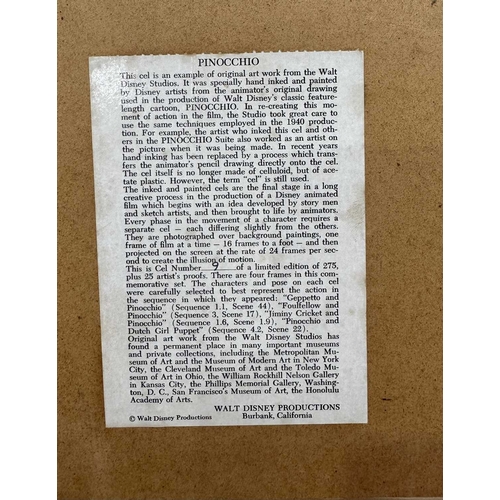 PINOCCHIO
This cel is an example of original art work from the Walt
Disney Studios. It was specially hand inked and painted
by Disney artists from the animator's original drawing
used in the production of Walt Disney's classic feature-
length cartoon, PINOCCHIO. In re-creating this mo-
ment of action in the film, the Studio took great care to
use the same techniques employed in the 1940 produc-
tion. For example, the artist who inked this cel and oth-
ers in the PINOCCHIO Suite also worked as an artist on
the picture when it was being made. In recent years
hand inking has been replaced by a process which trans-
fers the animator's pencil drawing directly onto the cel.
The cel itself is no longer made of celluloid, but of ace-
tate plastic. However, the term "cel" is still used.
The inked and painted cels are the final stage in a long
creative process in the production of a Disney animated
film which begins with an idea developed by story men
and sketch artists, and then brought to life by animators.
Every phase in the movement of a character requires a
separate cel — each differing slightly from the others.
They are photographed over background paintings, one
frame of film at a time – 16 frames to a foot — and then
projected on the screen at the rate of 24 frames per sec-
ond to create the illusion of motion.
This is Cel Number 9 of a limited edition of 275,
plus 25 artist's proofs. There are four frames in this com-
memorative set. The characters and pose on each cel
were carefully selected to best represent the action in
the sequence in which they appeared: "Geppetto and
Pinocchio" (Sequence 1.1, Scene 44), "Foulfellow and
Pinocchio" (Sequence 3, Scene 17), "Jiminy Cricket and
Pinocchio" (Sequence 1.6, Scene 1.9), "Pinocchio and
Dutch Girl Puppet" (Sequence 4.2, Scene 22).
Original art work from the Walt Disney Studios has
found a permanent place in many important museums
and private collections, including the Metropolitan Mu-
seum of Art and the Museum of Modern Art in New York
City, the Cleveland Museum of Art and the Toledo Mu-
seum of Art in Ohio, the William Rockhill Nelson Gallery
in Kansas City, the Phillips Memorial Gallery, Washing-
ton, D. C., San Francisco's Museum of Art, the Honolulu
Academy of Arts.
WALT DISNEY PRODUCTIONS
© Walt Disney Productions Burbank, California